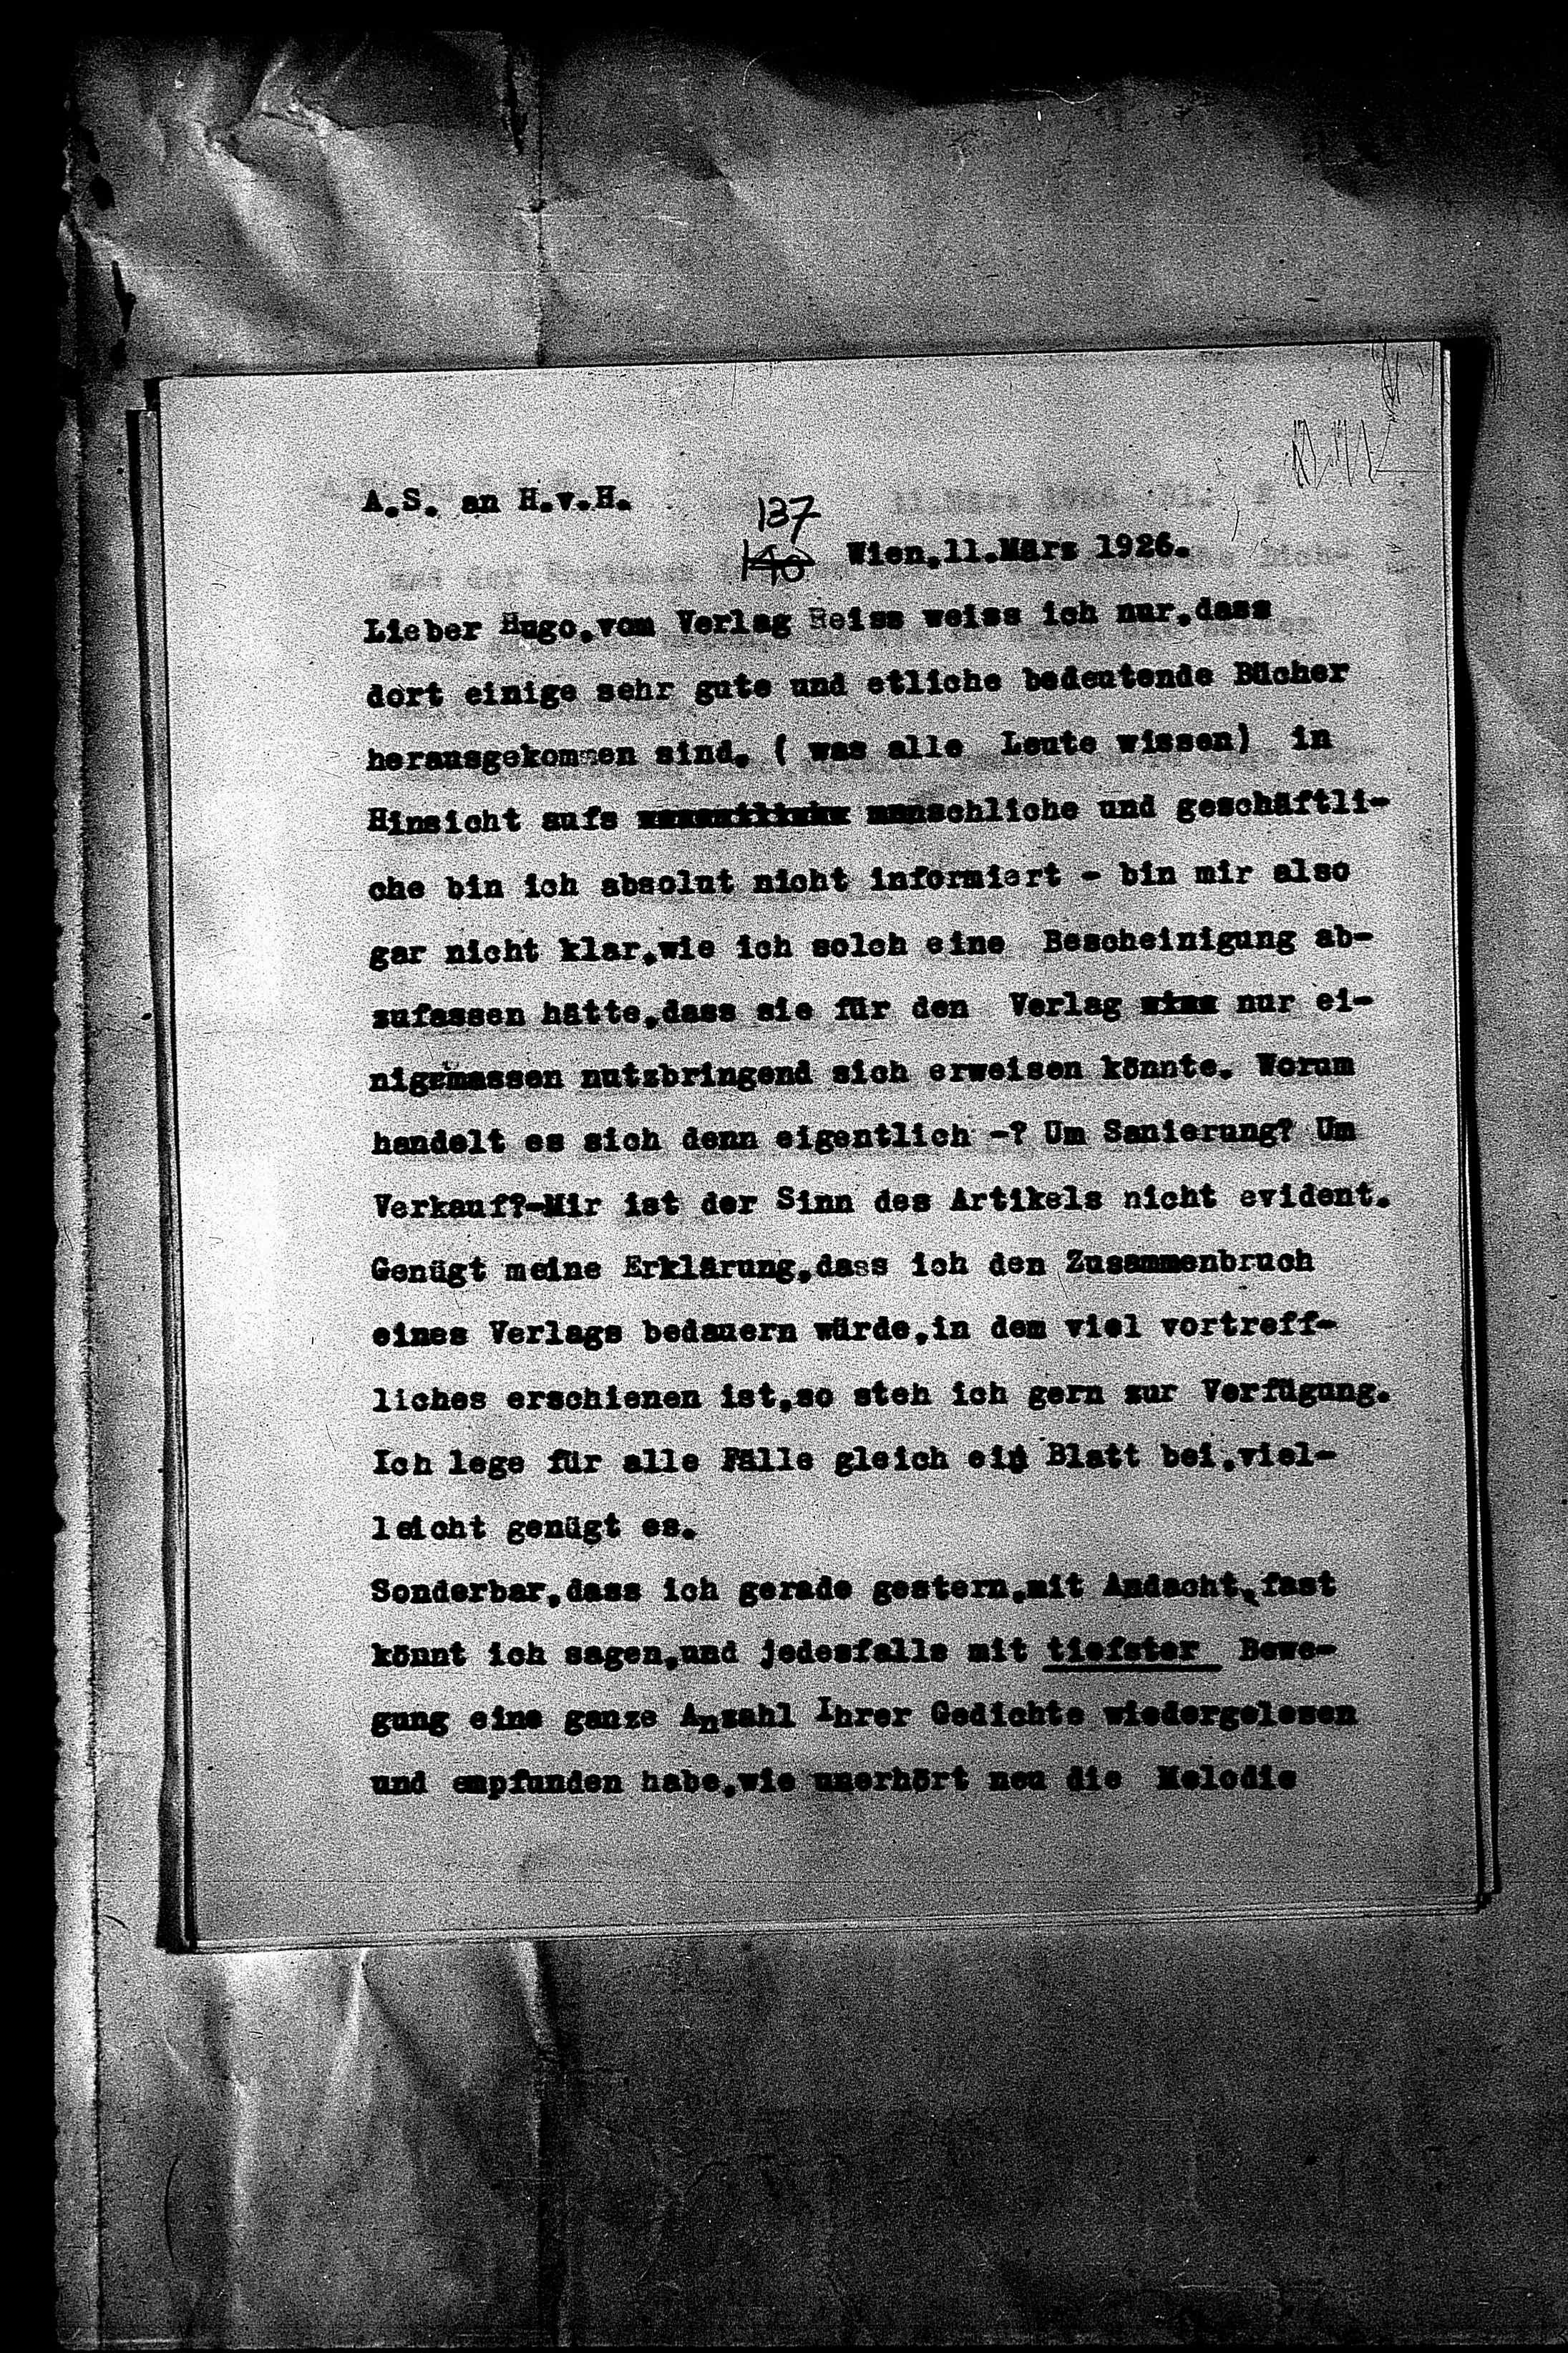 A.S. an H.v.H.
137
140 Wien,11.März 1926.
Lieber Hugo,vom Verlag Reiss weiss ich nur,dass
dort einige sehr gute und etliche bedeutende Bücher
herausgekommen sind. ( was alle Leute wissen) in
Hinsicht aufs menschliche und geschäftli-
che bin ich absolut nicht informiert - bin mir also
gar nicht klar,wie ich solch eine Bescheinigung ab-
zufassen hätte,dass sie für den Verlag nur ei-
nigsmassen nutzbringend sich erweisen könnte. Worum
handelt es sich denn eigentlich -? Um Sanierung? Um
Verkauf?-Mir ist der Sinn des Artikels nicht evident.
Genügt meine Erklärung,dass ich den Zusammenbruch
eines Verlags bedauern würde,in dem viel vortreff-
liches erschienen ist,so steh ich gern zur Verfügung.
Ich lege für alle Fälle gleich ein Blatt bei,viel-
leicht genügt es.
Sonderbar,dass ich gerade gestern,mit Andacht,fast
könnt ich sagen,und jedesfalls mit tiefster Bewe-
gung eine ganze Anzahl Ihrer Gedichte wiedergelesen
und empfunden habe,wie unerhört neu die Melodie